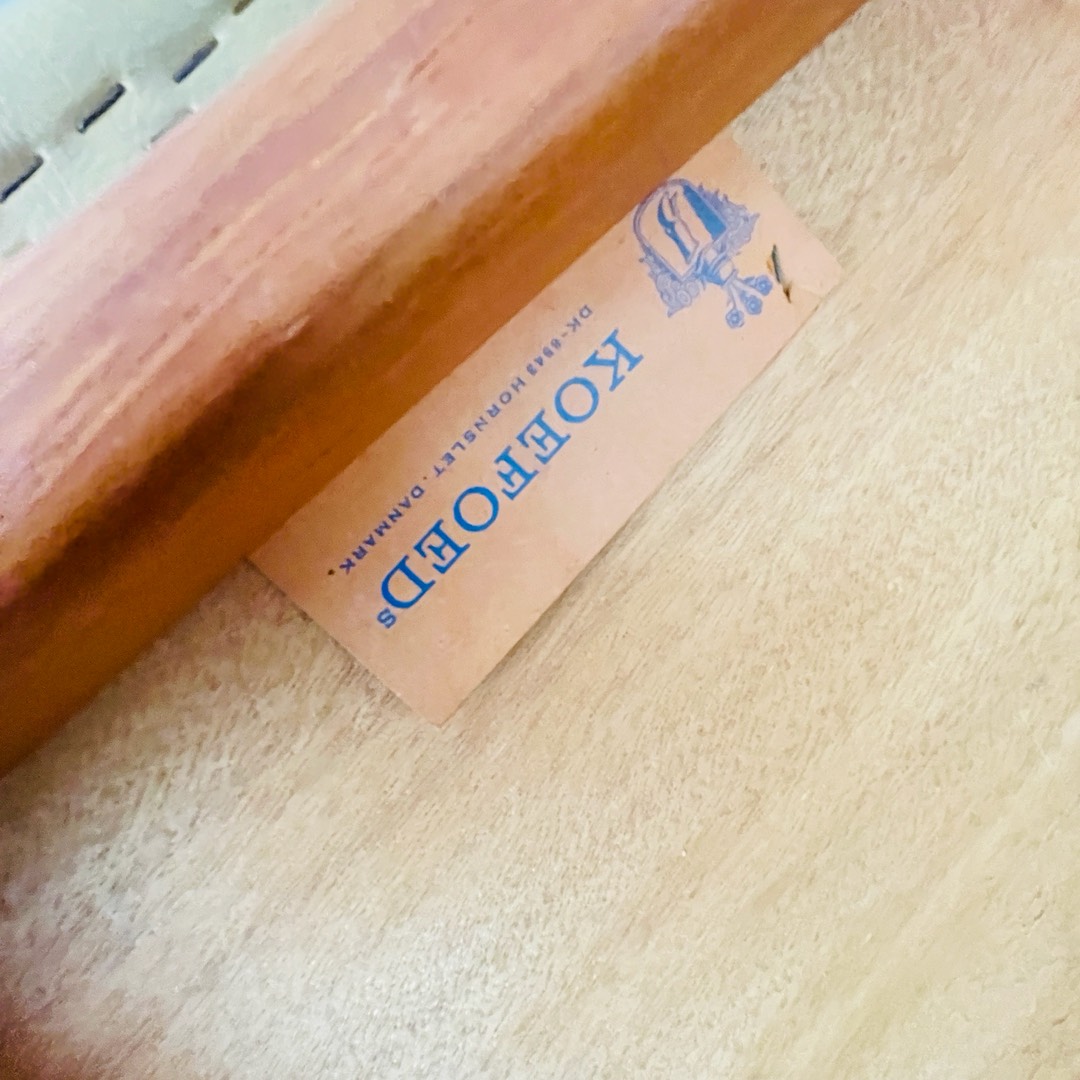 KOEFOEDS
DK-8543 HORNSLET · DANMARK